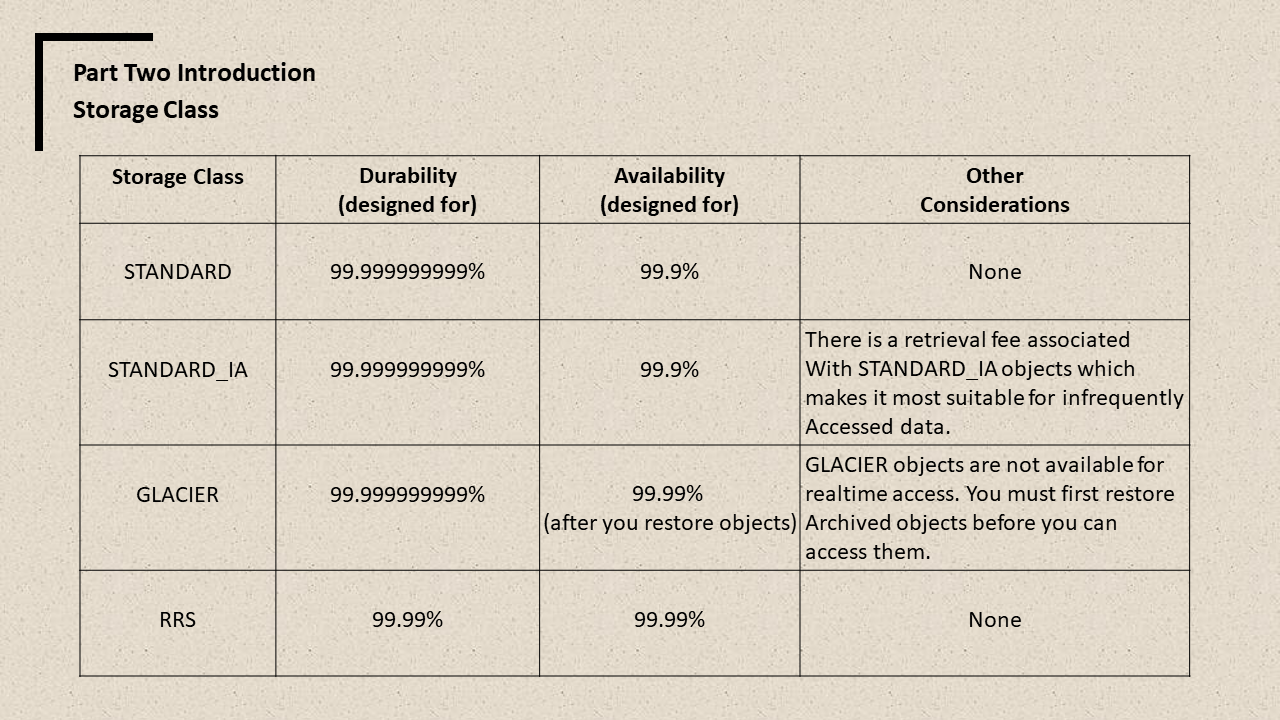 Part Two Introduction
Storage Class
Storage Class
Durability
(designed for)
Availability
(designed for)
Other
Considerations
STANDARD
99.999999999%
99.9%
None
STANDARD_IA
99.999999999%
99.9%
There is a retrieval fee associated
With STANDARD_IA objects which
makes it most suitable for infrequently
Accessed data.
GLACIER
99.999999999%
99.99%
(after you restore objects)
GLACIER objects are not available for
realtime access. You must first restore
Archived objects before you can
access them.
RRS
99.99%
99.99%
None